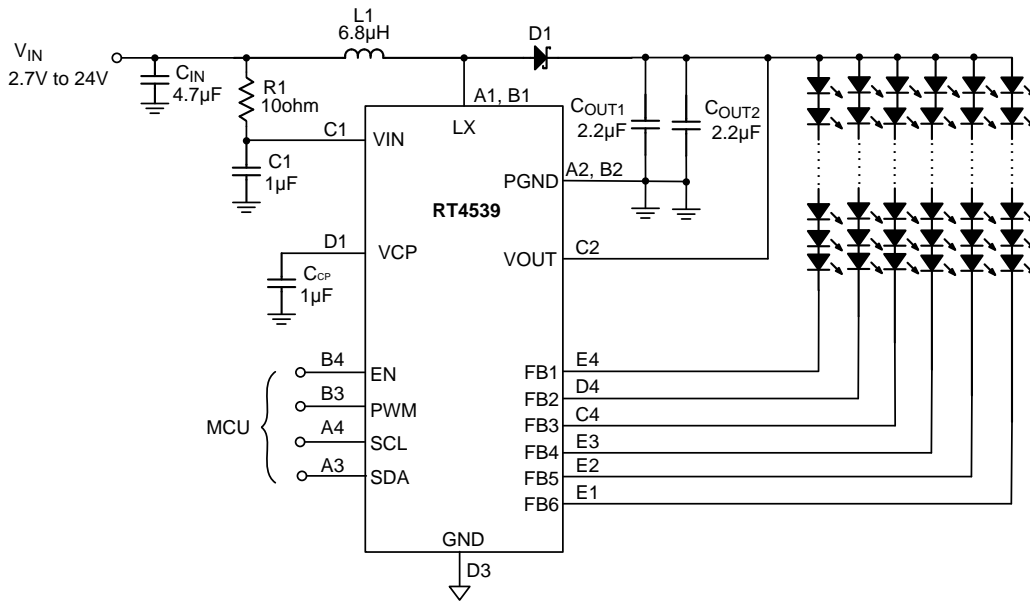 L1
6.8µH
D1
VIN
2.7V to 24V
CIN
4.7µF
R1
10ohm
A1, B1
LX
COUT1
2.2µF
COUT2
2.2µF
C1
VIN
C1
1µF
A2, B2
PGND
RT4539
D1
VCP
VOUT
C2
CCP
1µF
MCU
B4
EN
B3
PWM
A4
SCL
A3
SDA
FB1
E4
FB2
D4
FB3
C4
FB4
E3
FB5
E2
FB6
E1
GND
D3